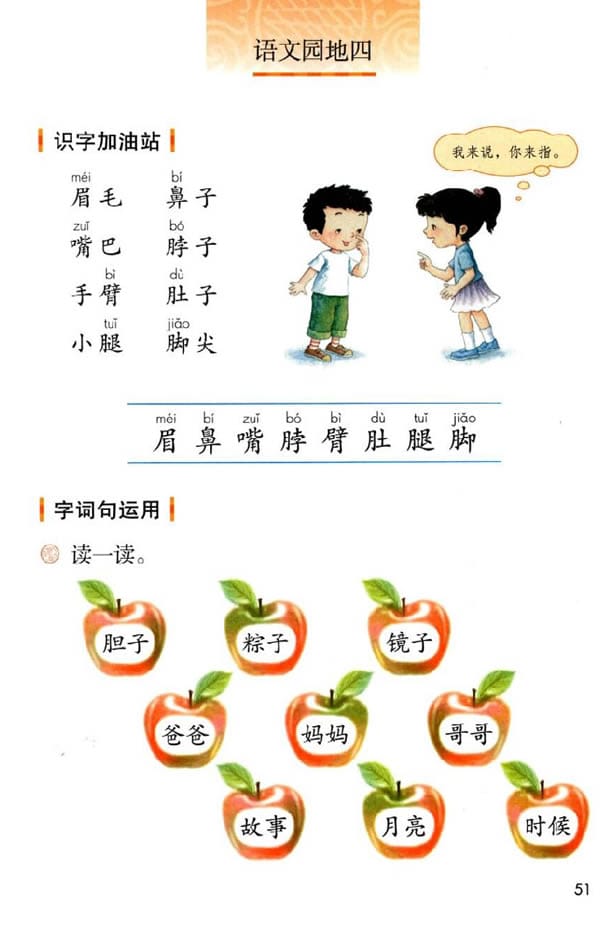 语文园地四
识字加油站
我来说，你来指。
méi bí
眉毛 鼻子
zuǐ bó
嘴巴 脖子
bì dù
手臂 肚子
tuǐ jiǎo
小腿 脚尖
méi bí zuǐ bó bì dù tuǐ jiǎo
眉 鼻 嘴 脖 臂 肚 腿 脚
字词句运用
读一读。
胆子 粽子 镜子
爸爸 妈妈 哥哥
故事 月亮 时候
51